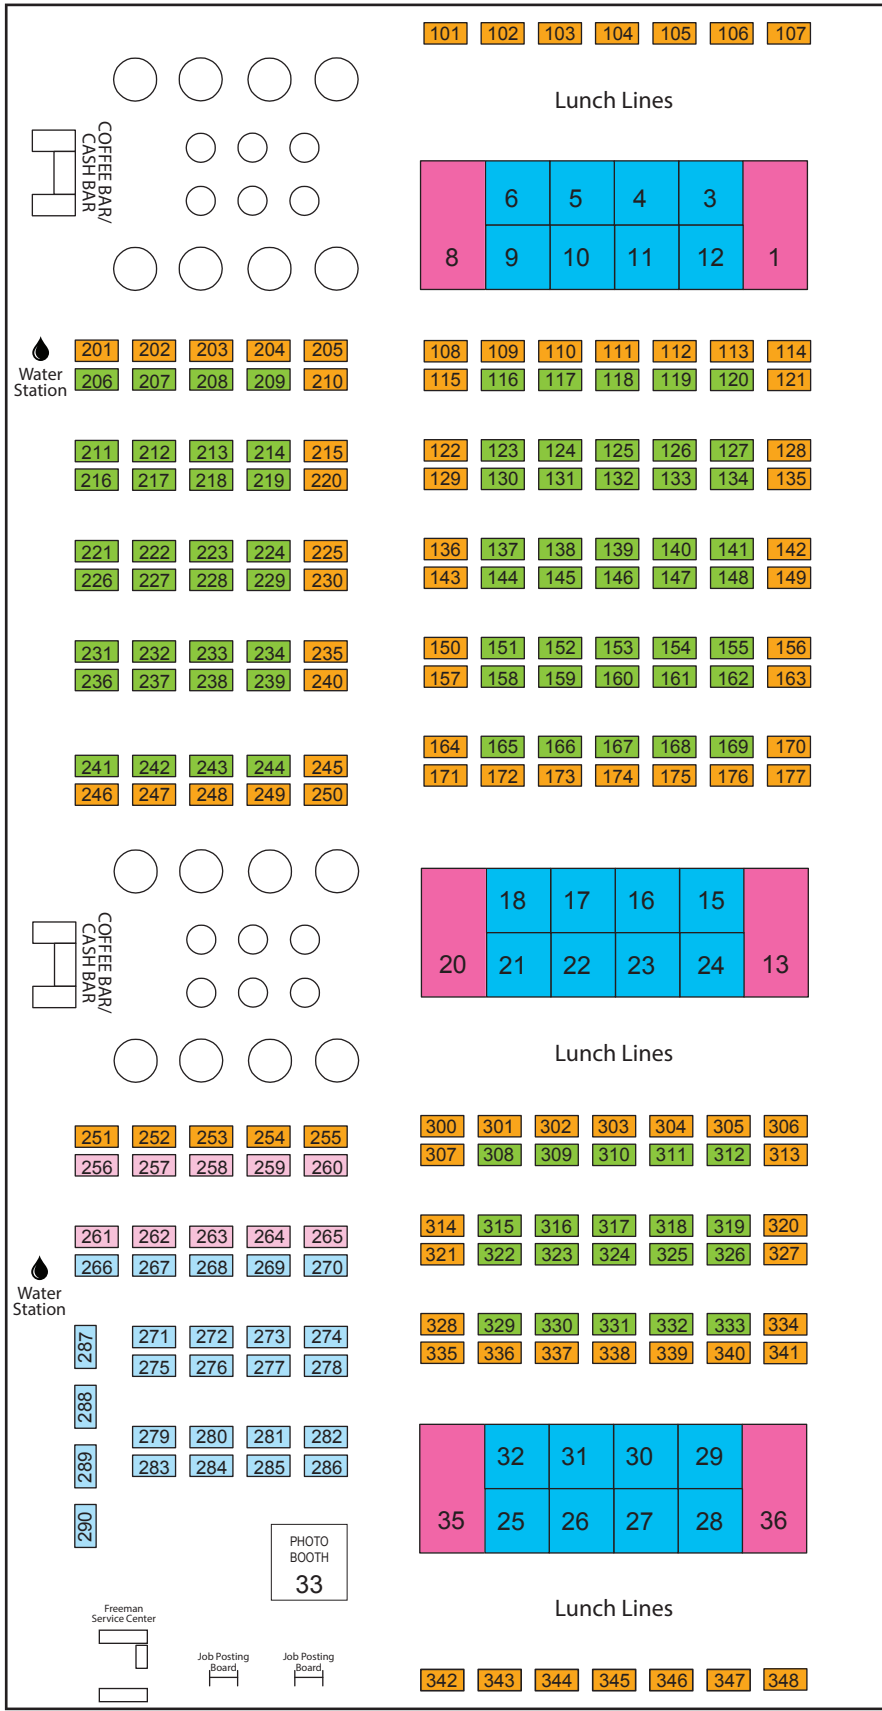 101 102 103 104 105 106 107
Lunch Lines
COFFEE BAR/
CASH BAR
6 5 4 3
8 1
9 10 11 12
Water
Station
201 202 203 204 205
206 207 208 209 210
108 109 110 111 112 113 114
115 116 117 118 119 120 121
211 212 213 214 215
216 217 218 219 220
122 123 124 125 126 127 128
129 130 131 132 133 134 135
221 222 223 224 225
226 227 228 229 230
136 137 138 139 140 141 142
143 144 145 146 147 148 149
231 232 233 234 235
236 237 238 239 240
150 151 152 153 154 155 156
157 158 159 160 161 162 163
241 242 243 244 245
246 247 248 249 250
164 165 166 167 168 169 170
171 172 173 174 175 176 177
COFFEE BAR/
CASH BAR
18 17 16 15
20 13
21 22 23 24
Lunch Lines
251 252 253 254 255
256 257 258 259 260
300 301 302 303 304 305 306
307 308 309 310 311 312 313
261 262 263 264 265
266 267 268 269 270
314 315 316 317 318 319 320
321 322 323 324 325 326 327
Water
Station
287
288
289
290
271 272 273 274
275 276 277 278
328 329 330 331 332 333 334
335 336 337 338 339 340 341
279 280 281 282
283 284 285 286
32 31 30 29
35 36
25 26 27 28
PHOTO
BOOTH
33
Lunch Lines
Freeman
Service Center
Job Posting
Board
Job Posting
Board
342 343 344 345 346 347 348